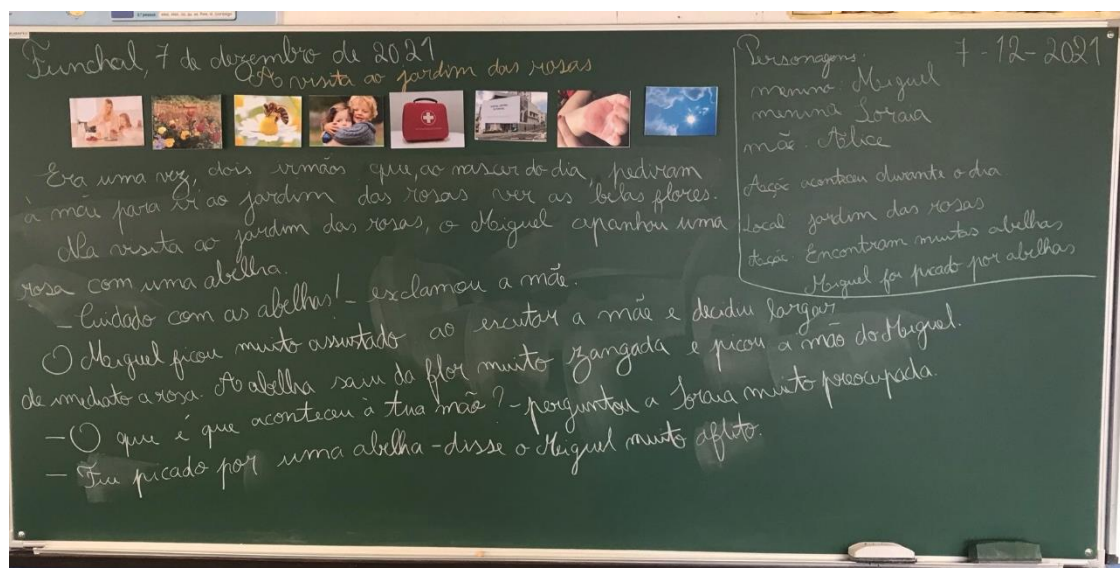 Funchal, 7 de dezembro de 2021
A visita ao jardim das rosas
Era uma vez, dois irmãos que, ao nascer do dia, pediram
à mãe para ir ao jardim das rosas ver as belas flores.
Na visita ao jardim das rosas, o Miguel apanhou uma
rosa com uma abelha.
- Cuidado com as abelhas! - exclamou a mãe.
O Miguel ficou muito assustado ao escutar a mãe e decidiu largar
de imediato a rosa. A abelha saiu da flor muito zangada e picou a mão do Miguel.
- O que é que aconteceu à tua mão? - perguntou a Soraia muito preocupada.
- Fui picado por uma abelha - disse o Miguel muito aflito.
7-12-2021
Personagens:
menino: Miguel
menina Soraia
mãe: Alice
Acção aconteceu durante o dia
Local: jardim das rosas
Acção: Encontram muitas abelhas
Miguel foi picado por abelhas